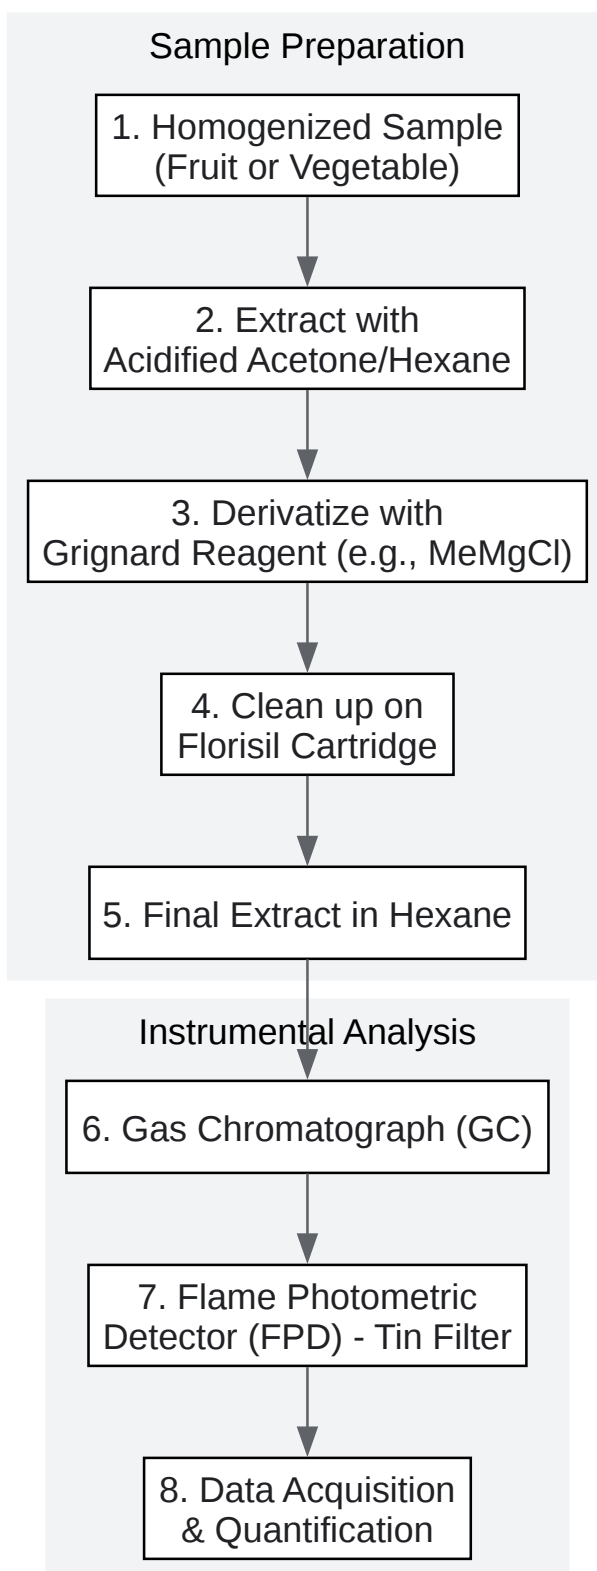 Sample Preparation
1. Homogenized Sample
(Fruit or Vegetable)
2. Extract with
Acidified Acetone/Hexane
3. Derivatize with
Grignard Reagent (e.g., MeMgCl)
4. Clean up on
Florisil Cartridge
5. Final Extract in Hexane
Instrumental Analysis
6. Gas Chromatograph (GC)
7. Flame Photometric
Detector (FPD) - Tin Filter
8. Data Acquisition
& Quantification